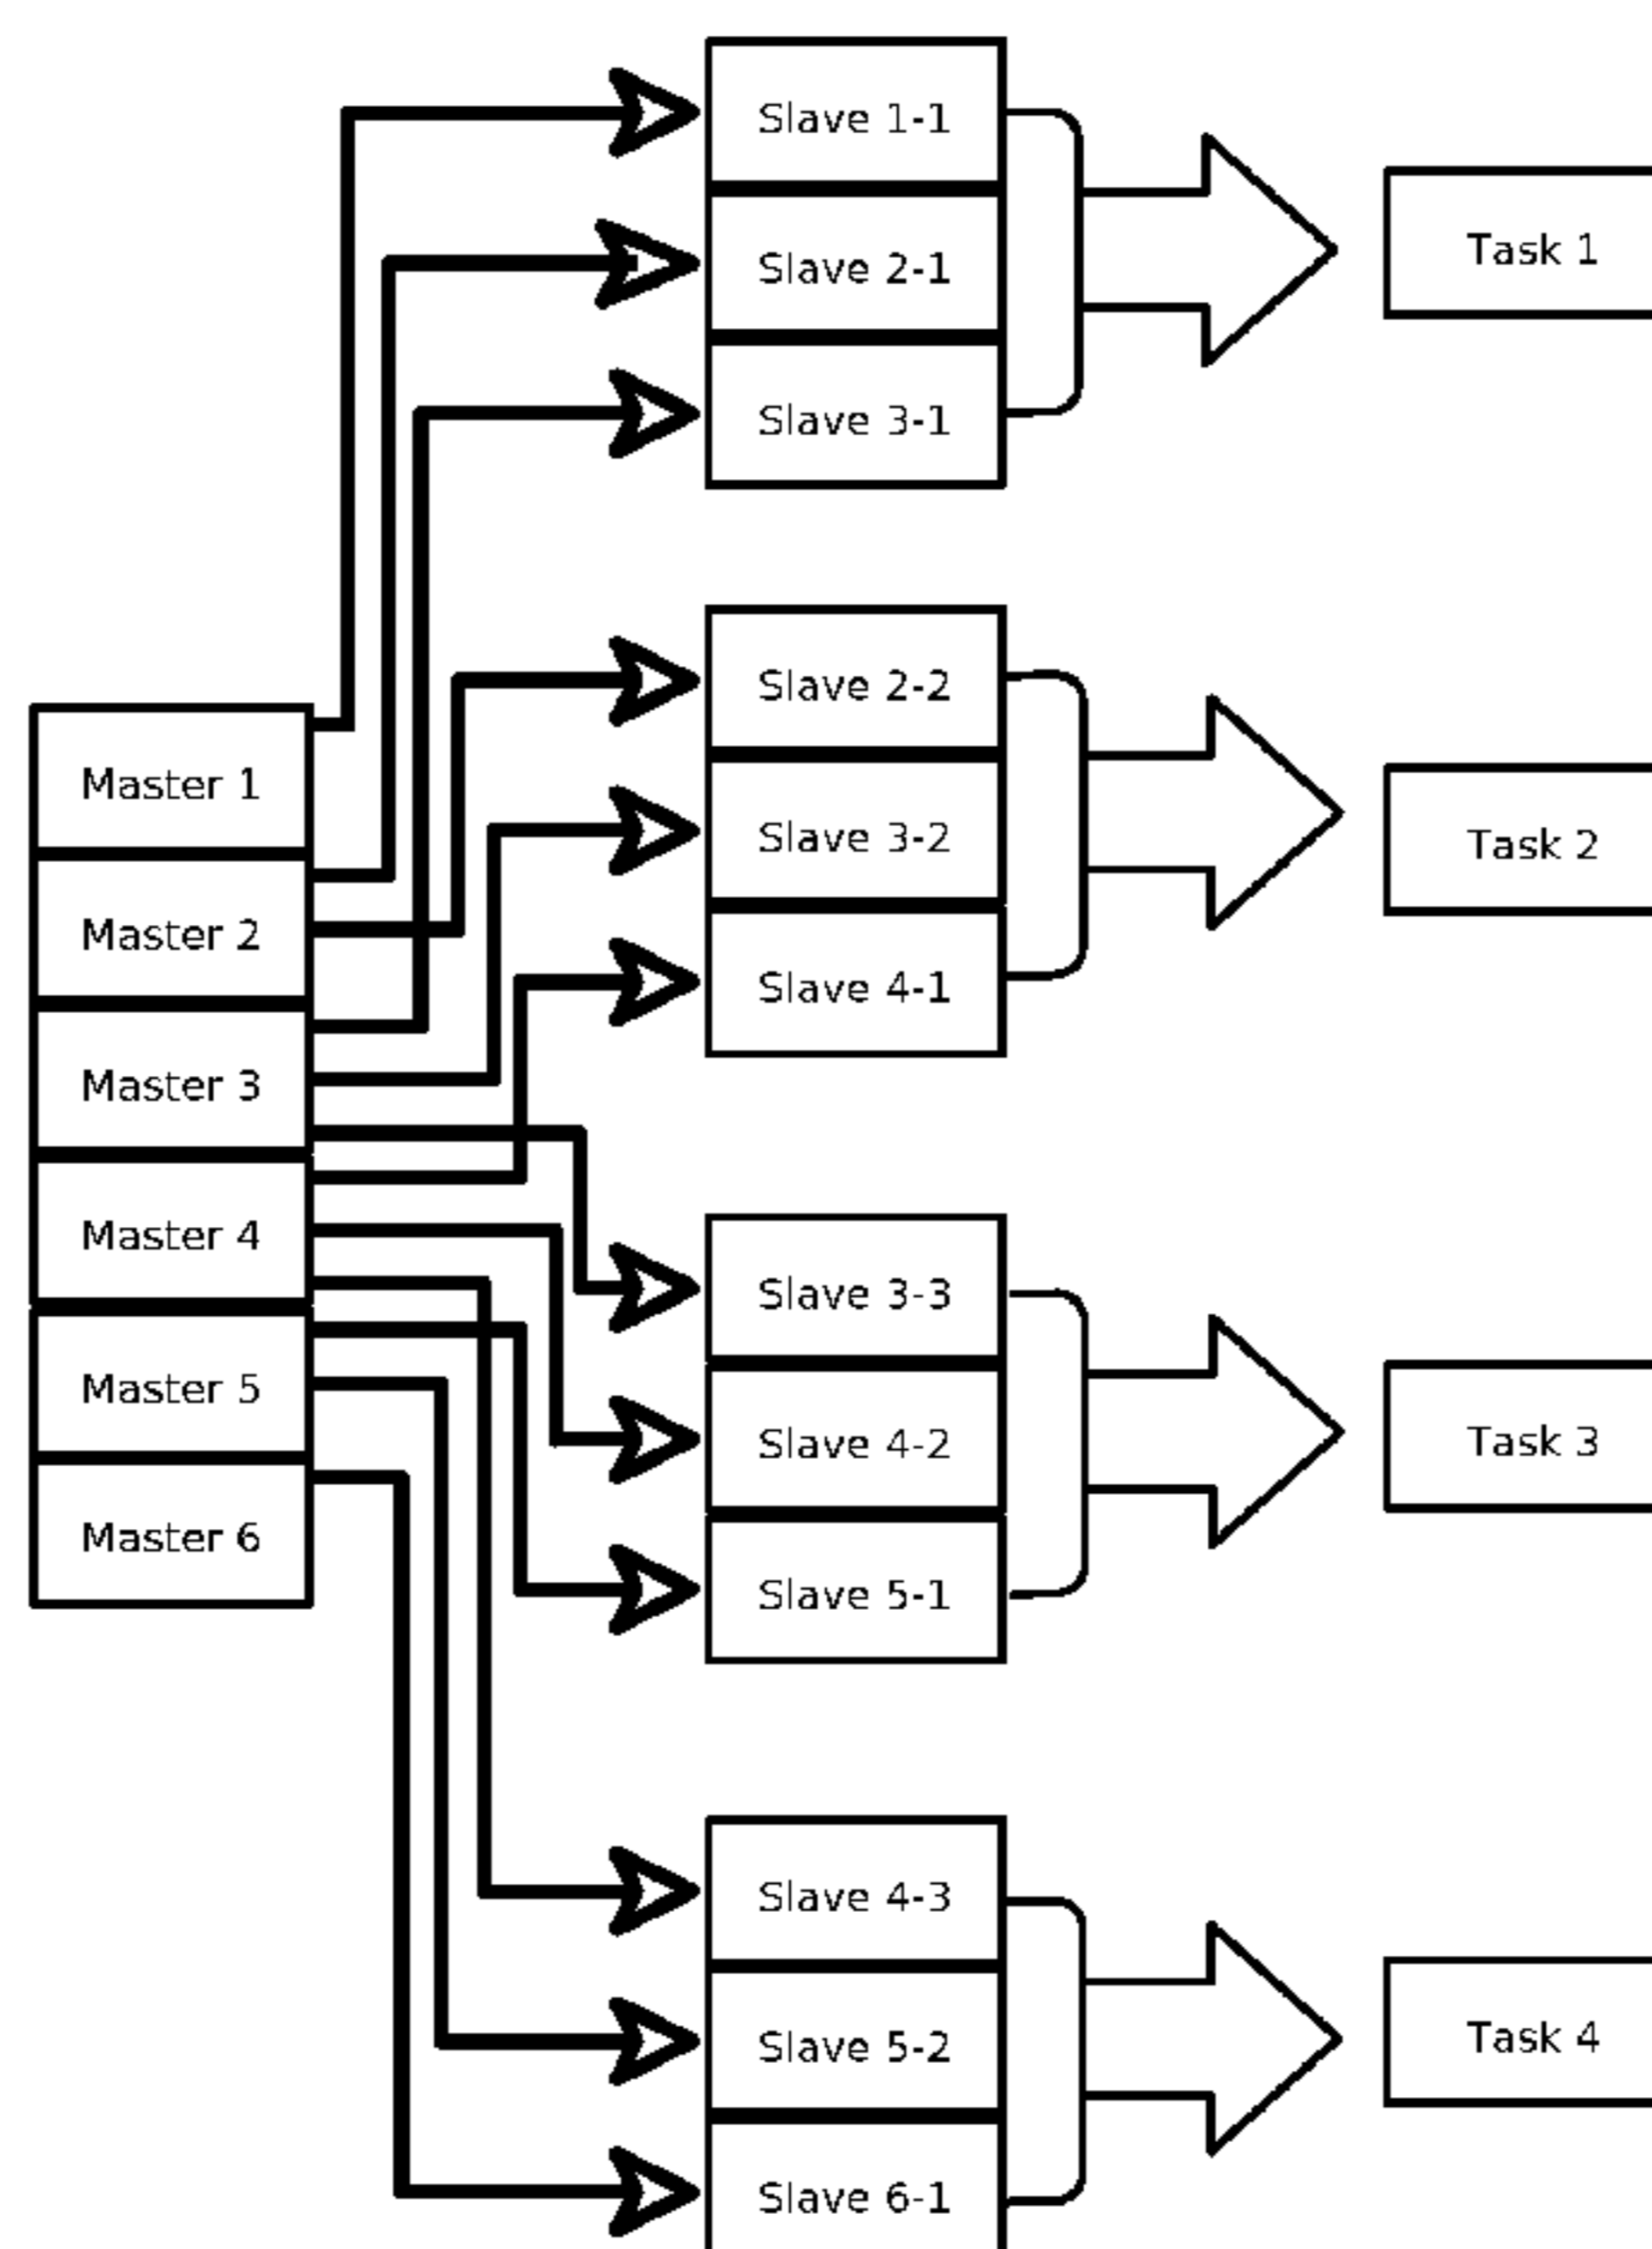 Master 1
Master 2
Master 3
Master 4
Master 5
Master 6
Slave 1-1
Slave 2-1
Slave 3-1
Slave 2-2
Slave 3-2
Slave 4-1
Slave 3-3
Slave 4-2
Slave 5-1
Slave 4-3
Slave 5-2
Slave 6-1
Task 1
Task 2
Task 3
Task 4